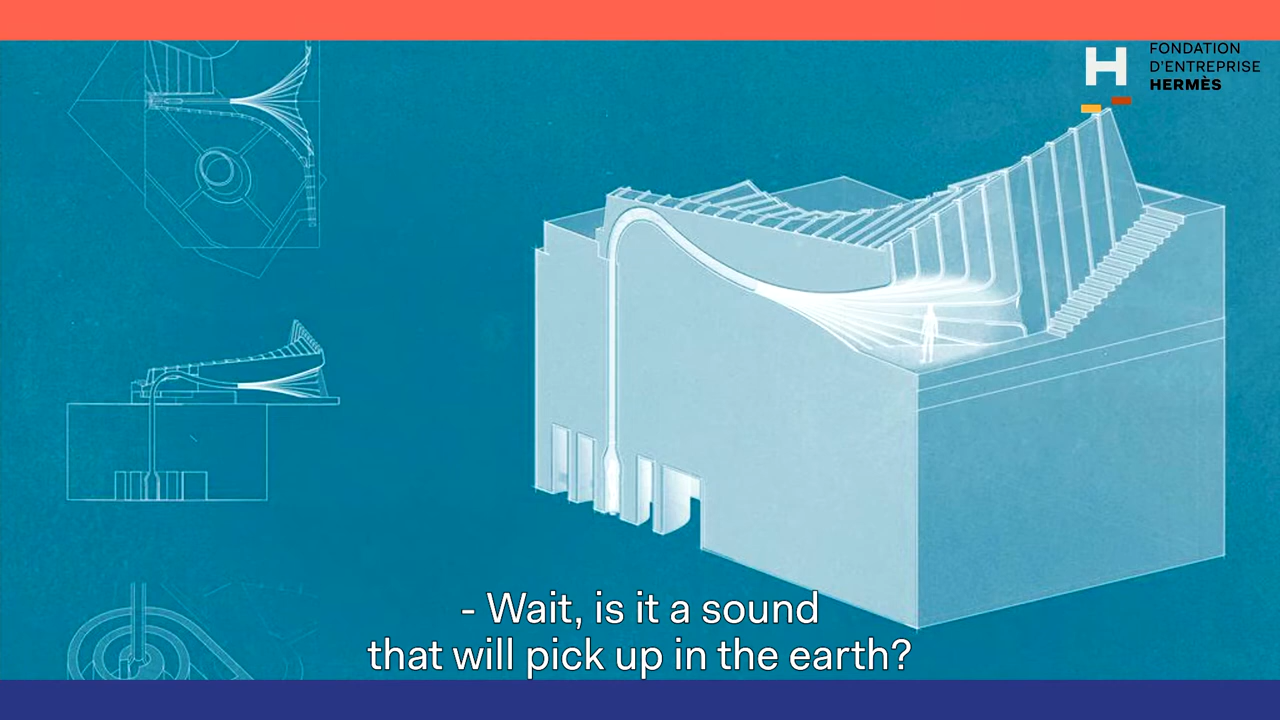 FONDATION
D'ENTREPRISE
HERMÈS
- Wait, is it a sound
that will pick up in the earth?